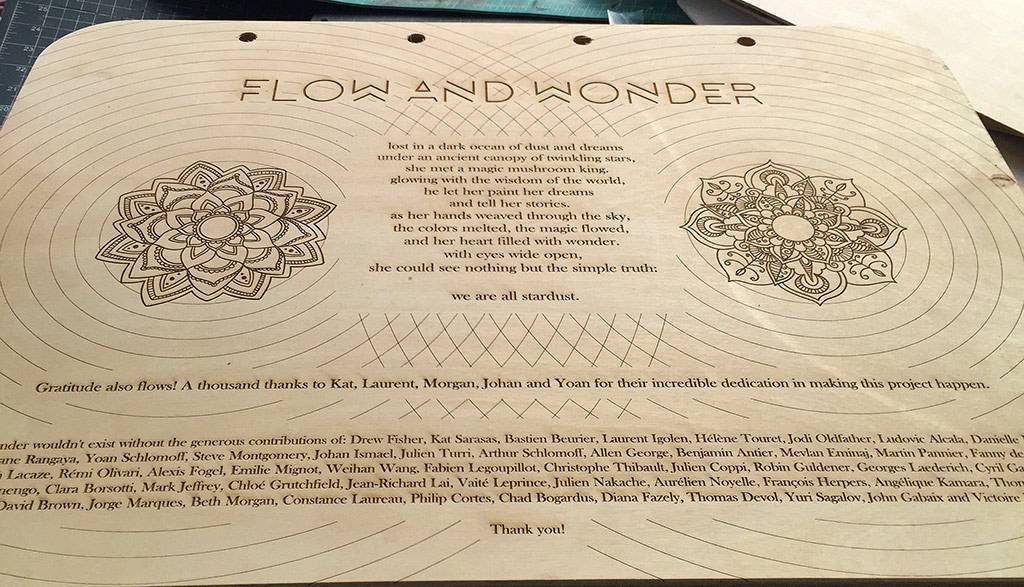 FLOW AND WONDER
lost in a dark ocean of dust and dreams
under an ancient canopy of twinkling stars,
she met a magic mushroom king.
glowing with the wisdom of the world,
he let her paint her dreams
and tell her stories.
as her hands weaved through the sky,
the colors melted, the magic flowed,
and her heart filled with wonder.
with eyes wide open,
she could see nothing but the simple truth:
we are all stardust.
Gratitude also flows! A thousand thanks to Kat, Laurent, Morgan, Johan and Yoan for their incredible dedication in making this project happen.
nder wouldn't exist without the generous contributions of: Drew Fisher, Kat Sarasas, Bastien Beurier, Laurent Igolen, Hélène Touret, Jodi Oldfather, Ludovic Alcala, Danielle
ane Rangaya, Yoan Schlomoff, Steve Montgomery, Johan Ismael, Julien Turri, Arthur Schlomoff, Allen George, Benjamin Antier, Mevlan Eminaj, Martin Pannier, Fanny de
Lacaze, Rémi Olivari, Alexis Fogel, Emilie Mignot, Weihan Wang, Fabien Legoupillot, Christophe Thibault, Julien Coppi, Robin Guldener, Georges Laederich, Cyril Ga
nengo, Clara Borsotti, Mark Jeffrey, Chloé Grutchfield, Jean-Richard Lai, Vaité Leprince, Julien Nakache, Aurélien Noyelle, François Herpers, Angélique Kamara, Thom
David Brown, Jorge Marques, Beth Morgan, Constance Laureau, Philip Cortes, Chad Bogardus, Diana Fazely, Thomas Devol, Yuri Sagalov, John Gabaix and Victoire
Thank you!